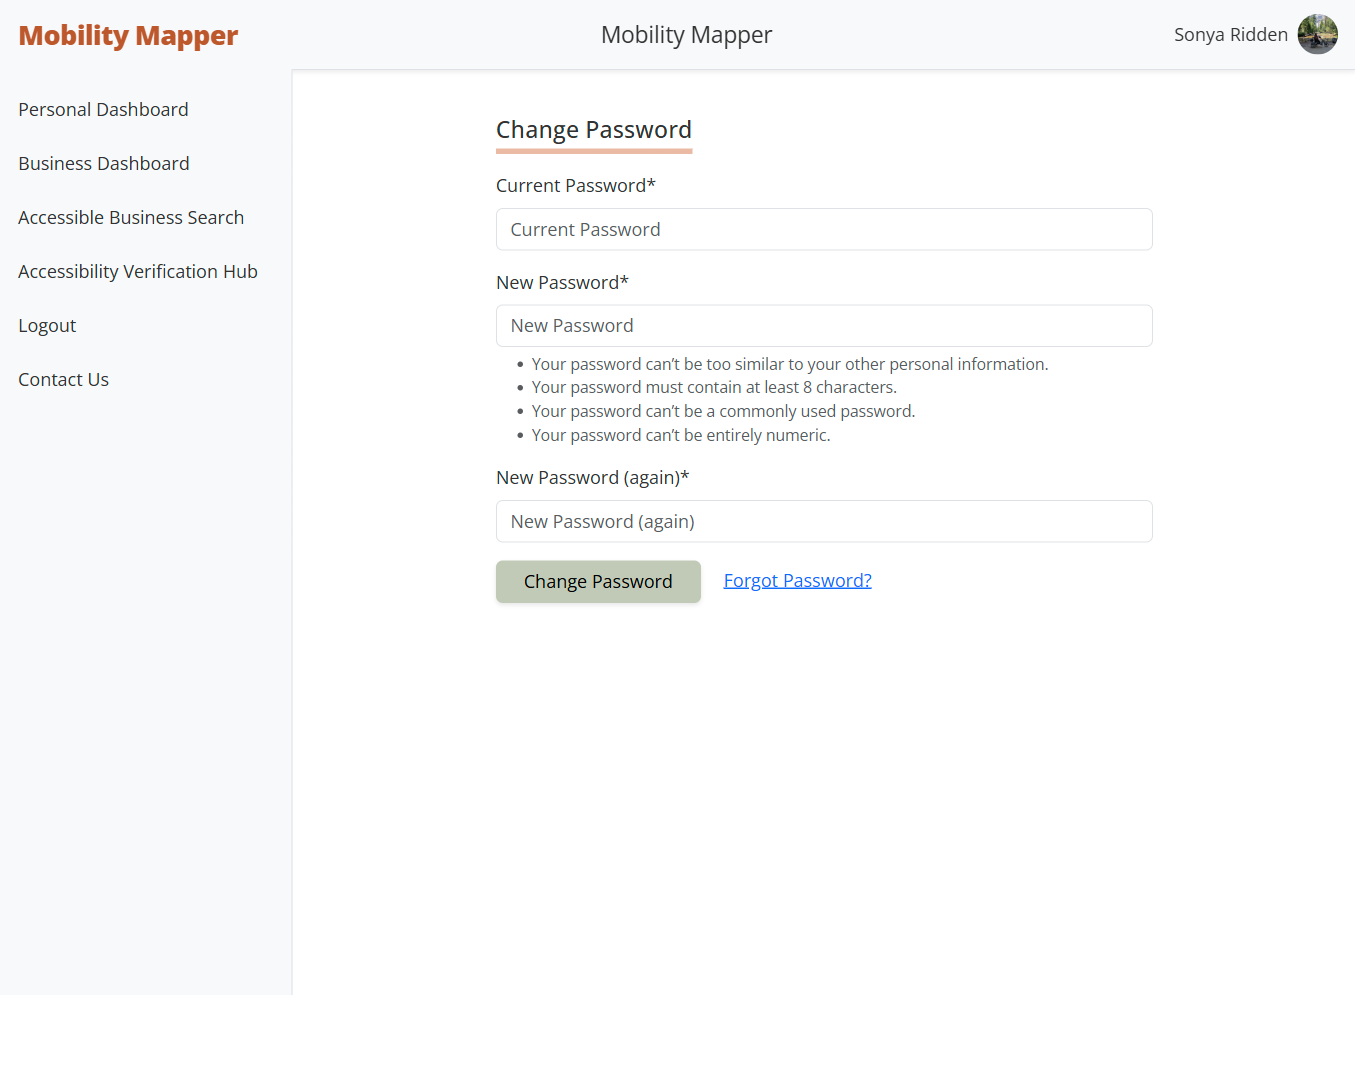 Mobility Mapper
Mobility Mapper
Sonya Ridden
Personal Dashboard
Business Dashboard
Accessible Business Search
Accessibility Verification Hub
Logout
Contact Us
Change Password
Current Password*
Current Password
New Password*
New Password
• Your password can’t be too similar to your other personal information.
• Your password must contain at least 8 characters.
• Your password can’t be a commonly used password.
• Your password can’t be entirely numeric.
New Password (again)*
New Password (again)
Change Password
Forgot Password?